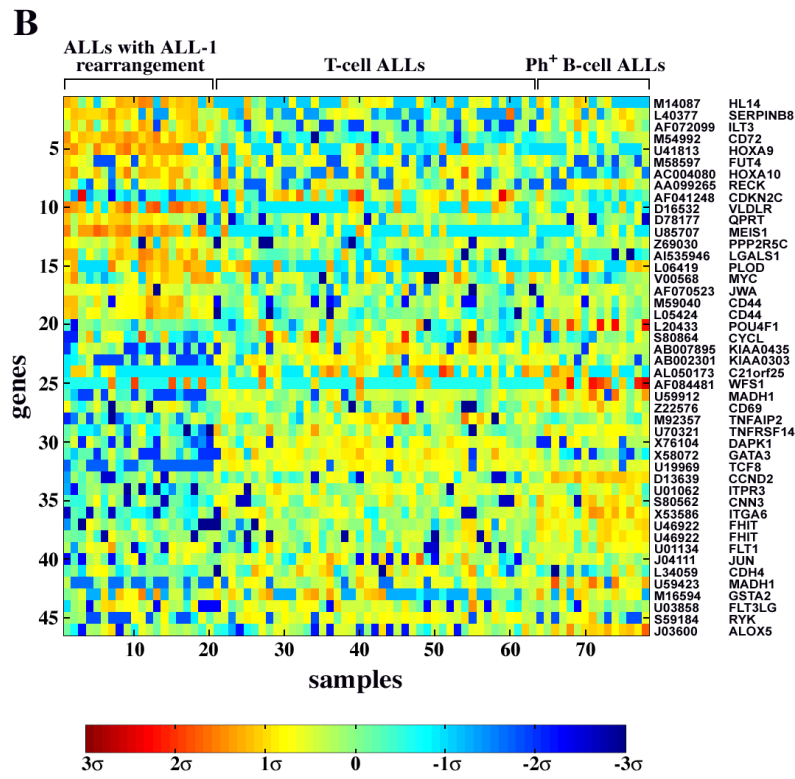 B
ALLs with ALL-1
rearrangement
T-cell ALLs
Ph+ B-cell ALLs
M14087 HL14
L40377 SERPINB8
AF072099 ILT3
M54992 CD72
5 U41813 HOXA9
M58597 FUT4
AC004080 HOXA10
AA099265 RECK
AF041248 CDKN2C
10 D16532 VLDLR
D78177 QPRT
U85707 MEIS1
Z69030 PPP2R5C
AI535946 LGALS1
15 L06419 PLOD
V00568 MYC
AF070523 JWA
M59040 CD44
L05424 CD44
20 L20433 POU4F1
S80864 CYCL
AB007895 KIAA0435
AB002301 KIAA0303
AL050173 C21orf25
25 AF084481 WFS1
U59912 MADH1
Z22576 CD69
M92357 TNFAIP2
U70321 TNFRSF14
30 X76104 DAPK1
X58072 GATA3
U19969 TCF8
D13639 CCND2
U01062 ITPR3
35 S80562 CNN3
X53586 ITGA6
U46922 FHIT
U46922 FHIT
U01134 FLT1
40 J04111 JUN
L34059 CDH4
U59423 MADH1
M16594 GSTA2
U03858 FLT3LG
45 S59184 RYK
J03600 ALOX5
genes
10 20 30 40 50 60 70
samples
3σ 2σ 1σ 0 -1σ -2σ -3σ